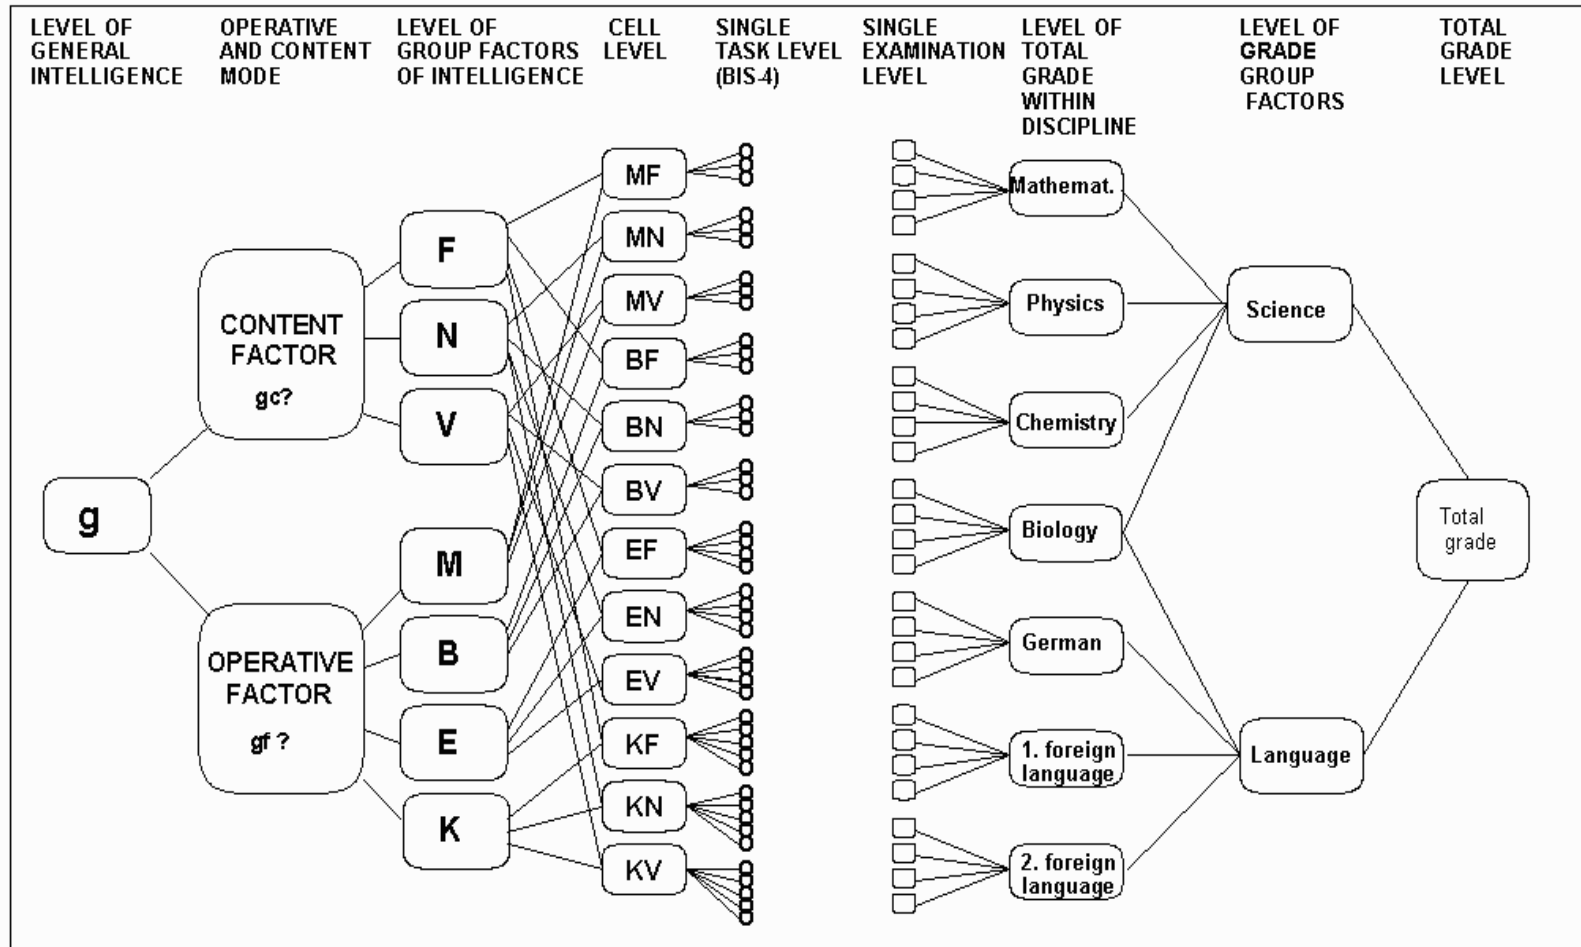 LEVEL OF
GENERAL
INTELLIGENCE
OPERATIVE
AND CONTENT
MODE
LEVEL OF
GROUP FACTORS
OF INTELLIGENCE
CELL
LEVEL
SINGLE
TASK LEVEL
(BIS-4)
SINGLE
EXAMINATION
LEVEL
LEVEL OF
TOTAL
GRADE
WITHIN
DISCIPLINE
LEVEL OF
GRADE
GROUP
FACTORS
TOTAL
GRADE
LEVEL
g
CONTENT
FACTOR
gc?
OPERATIVE
FACTOR
gf ?
F
N
V
M
B
E
K
MF
MN
MV
BF
BN
BV
EF
EN
EV
KF
KN
KV
Mathemat.
Physics
Chemistry
Biology
German
1. foreign
language
2. foreign
language
Science
Language
Total
grade